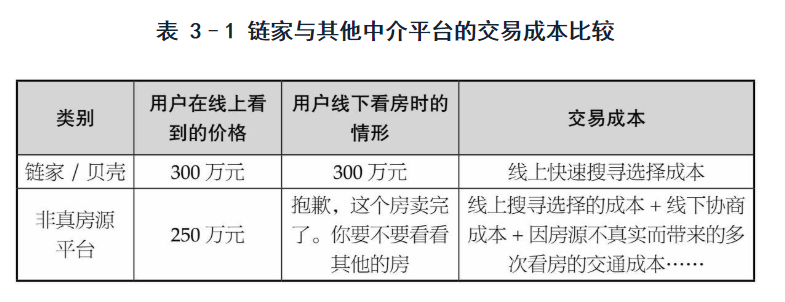 表 3-1 链家与其他中介平台的交易成本比较
类别
用户在线上看
到的价格
用户线下看房时的
情形
交易成本
链家 / 贝壳
300 万元
300 万元
线上快速搜寻选择成本
非真房源
平台
250 万元
抱歉，这个房卖完
了。你要不要看看
其他的房
线上搜寻选择的成本 + 线下协商
成本 + 因房源不真实而带来的多
次看房的交通成本……